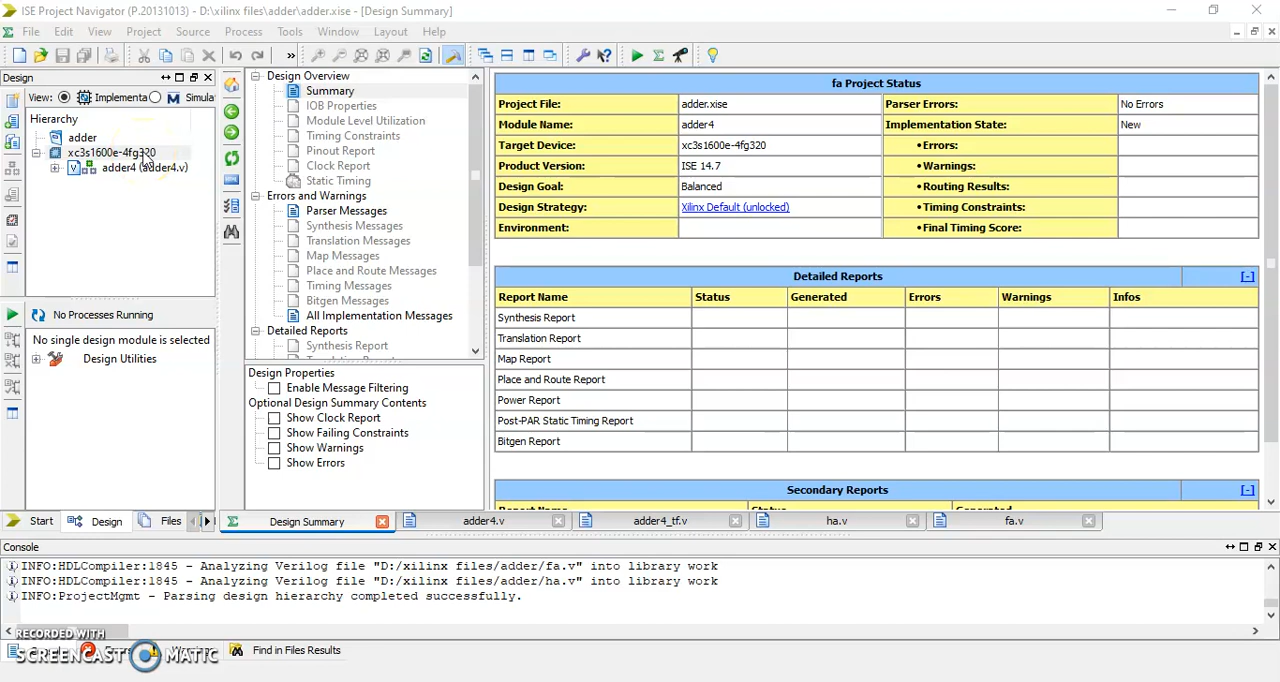 ISE Project Navigator (P.20131013) - D:\xilinx files\adder\adder.xise - [Design Summary]
File Edit View Project Source Process Tools Window Layout Help
Design
View: Implementa Simula
Hierarchy
adder
xc3s1600e-4fg320
adder4 (adder4.v)
No Processes Running
No single design module is selected
Design Utilities
Start Design Files
Design Overview
Summary
IOB Properties
Module Level Utilization
Timing Constraints
Pinout Report
Clock Report
Static Timing
Errors and Warnings
Parser Messages
Synthesis Messages
Translation Messages
Map Messages
Place and Route Messages
Timing Messages
Bitgen Messages
All Implementation Messages
Detailed Reports
Synthesis Report
Design Properties
Enable Message Filtering
Optional Design Summary Contents
Show Clock Report
Show Failing Constraints
Show Warnings
Show Errors
fa Project Status
Project File: adder.xise Parser Errors: No Errors
Module Name: adder4 Implementation State: New
Target Device: xc3s1600e-4fg320 •Errors:
Product Version: ISE 14.7 •Warnings:
Design Goal: Balanced •Routing Results:
Design Strategy: Xilinx Default (unlocked) •Timing Constraints:
Environment: •Final Timing Score:
Detailed Reports [-]
Report Name Status Generated Errors Warnings Infos
Synthesis Report
Translation Report
Map Report
Place and Route Report
Power Report
Post-PAR Static Timing Report
Bitgen Report
Secondary Reports [-]
Design Summary adder4.v adder4_tf.v ha.v fa.v
Console
INFO:HDLCompiler:1845 - Analyzing Verilog file "D:/xilinx files/adder/fa.v" into library work
INFO:HDLCompiler:1845 - Analyzing Verilog file "D:/xilinx files/adder/ha.v" into library work
INFO:ProjectMgmt - Parsing design hierarchy completed successfully.
RECORDED WITH
SCREENCAST MATIC
Find in Files Results